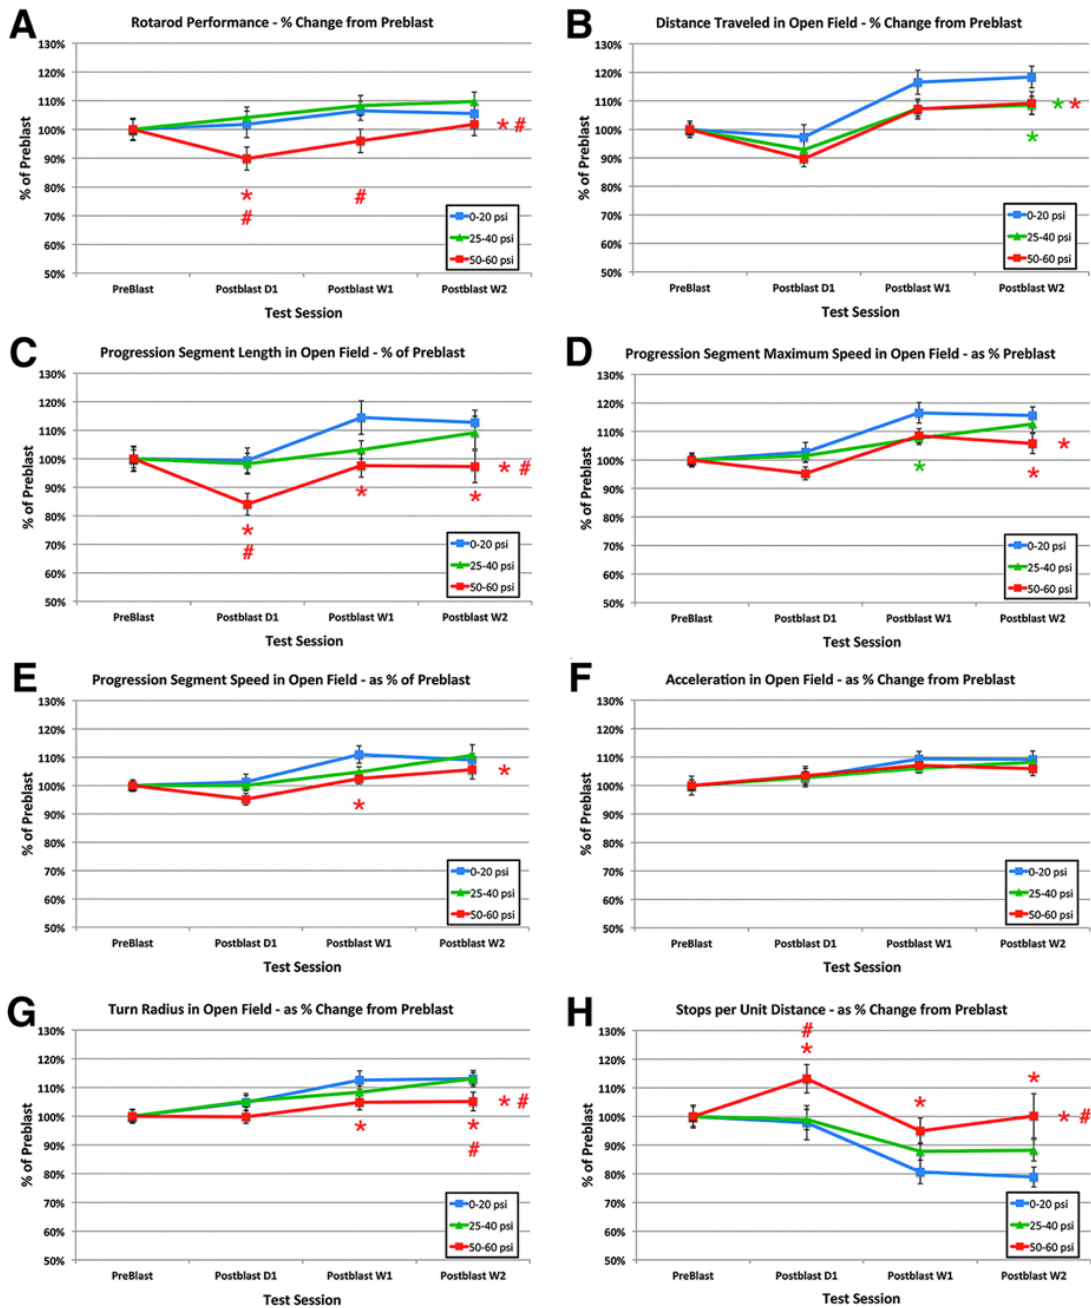 A
Rotarod Performance - % Change from Preblast
130%
120%
110%
100%
90%
80%
70%
60%
50%
% of Preblast
* #
* #
#
0-20 psi
25-40 psi
50-60 psi
PreBlast Postblast D1 Postblast W1 Postblast W2
Test Session
B
Distance Traveled in Open Field - % Change from Preblast
130%
120%
110%
100%
90%
80%
70%
60%
50%
% of Preblast
* *
*
0-20 psi
25-40 psi
50-60 psi
PreBlast Postblast D1 Postblast W1 Postblast W2
Test Session
C
Progression Segment Length in Open Field - % of Preblast
130%
120%
110%
100%
90%
80%
70%
60%
50%
% of Preblast
* #
* *
*
#
0-20 psi
25-40 psi
50-60 psi
PreBlast Postblast D1 Postblast W1 Postblast W2
Test Session
D
Progression Segment Maximum Speed in Open Field - as % Preblast
130%
120%
110%
100%
90%
80%
70%
60%
50%
% of Preblast
*
* *
0-20 psi
25-40 psi
50-60 psi
PreBlast Postblast D1 Postblast W1 Postblast W2
Test Session
E
Progression Segment Speed in Open Field - as % of Preblast
130%
120%
110%
100%
90%
80%
70%
60%
50%
% of Preblast
*
*
0-20 psi
25-40 psi
50-60 psi
PreBlast Postblast D1 Postblast W1 Postblast W2
Test Session
F
Acceleration in Open Field - as % Change from Preblast
130%
120%
110%
100%
90%
80%
70%
60%
50%
% of Preblast
0-20 psi
25-40 psi
50-60 psi
PreBlast Postblast D1 Postblast W1 Postblast W2
Test Session
G
Turn Radius in Open Field - as % Change from Preblast
130%
120%
110%
100%
90%
80%
70%
60%
50%
% of Preblast
* #
* *
#
0-20 psi
25-40 psi
50-60 psi
PreBlast Postblast D1 Postblast W1 Postblast W2
Test Session
H
Stops per Unit Distance - as % Change from Preblast
130%
120%
110%
100%
90%
80%
70%
60%
50%
% of Preblast
#
*
*
*
* #
0-20 psi
25-40 psi
50-60 psi
PreBlast Postblast D1 Postblast W1 Postblast W2
Test Session